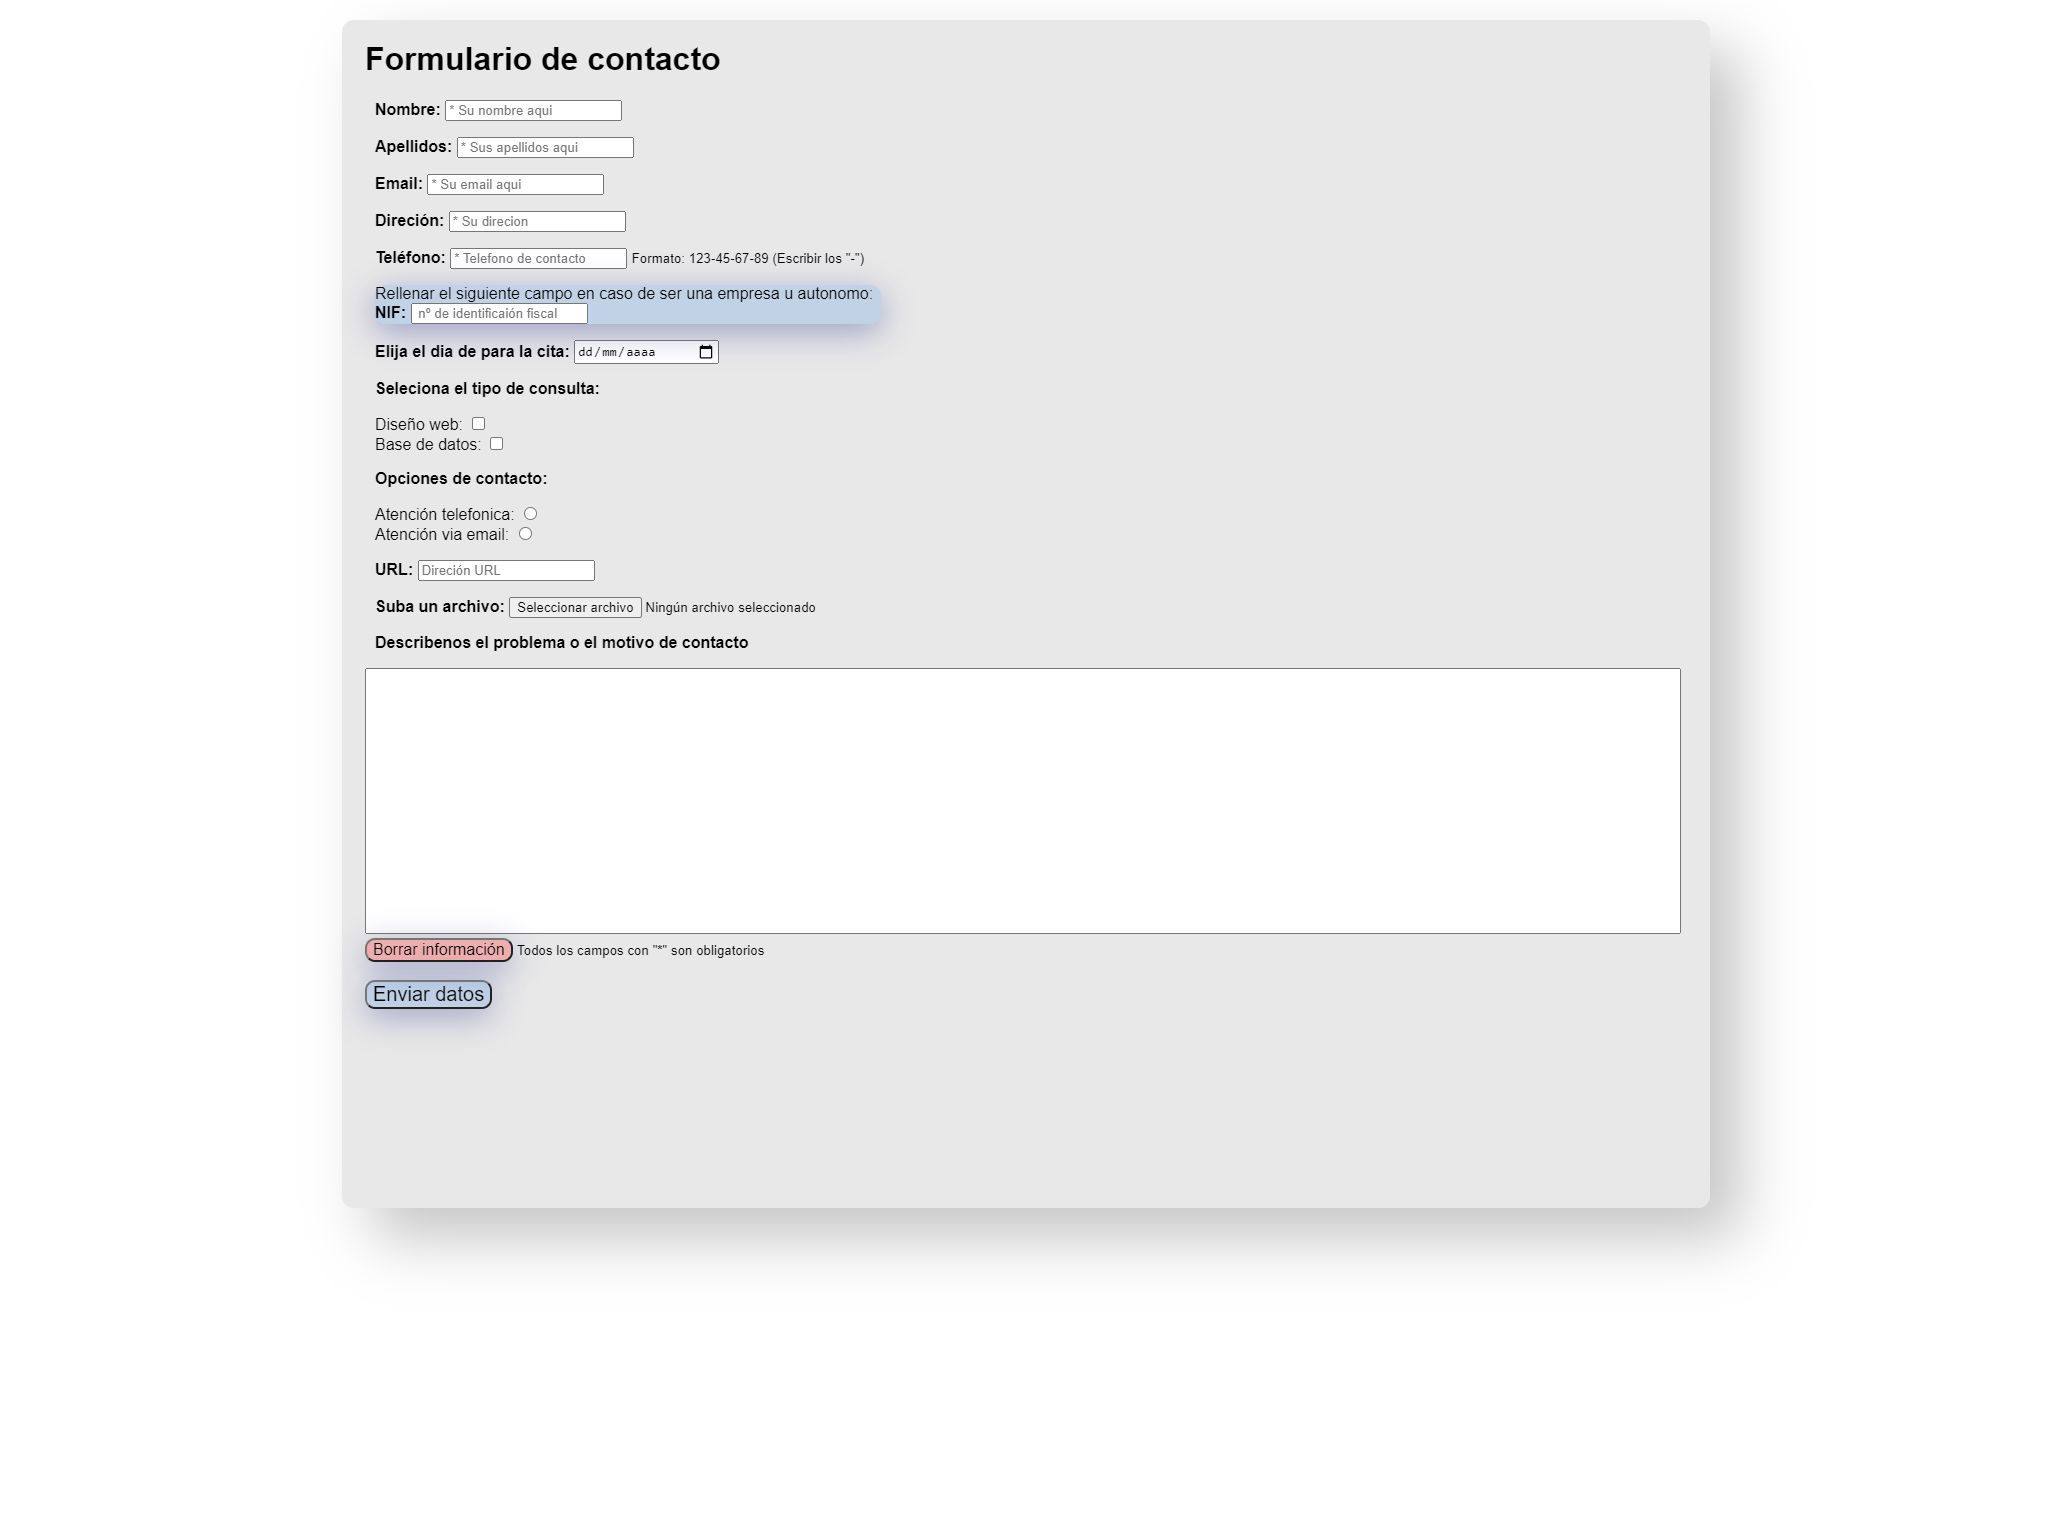 Formulario de contacto
Nombre: * Su nombre aqui
Apellidos: * Sus apellidos aqui
Email: * Su email aqui
Direción: * Su direcion
Teléfono: * Telefono de contacto Formato: 123-45-67-89 (Escribir los "-")
Rellenar el siguiente campo en caso de ser una empresa u autonomo:
NIF: nº de identificaión fiscal
Elija el dia de para la cita: dd/mm/aaaa
Seleciona el tipo de consulta:
Diseño web:
Base de datos:
Opciones de contacto:
Atención telefonica:
Atención via email:
URL: Direción URL
Suba un archivo: Seleccionar archivo Ningún archivo seleccionado
Describenos el problema o el motivo de contacto
Borrar información Todos los campos con "*" son obligatorios
Enviar datos